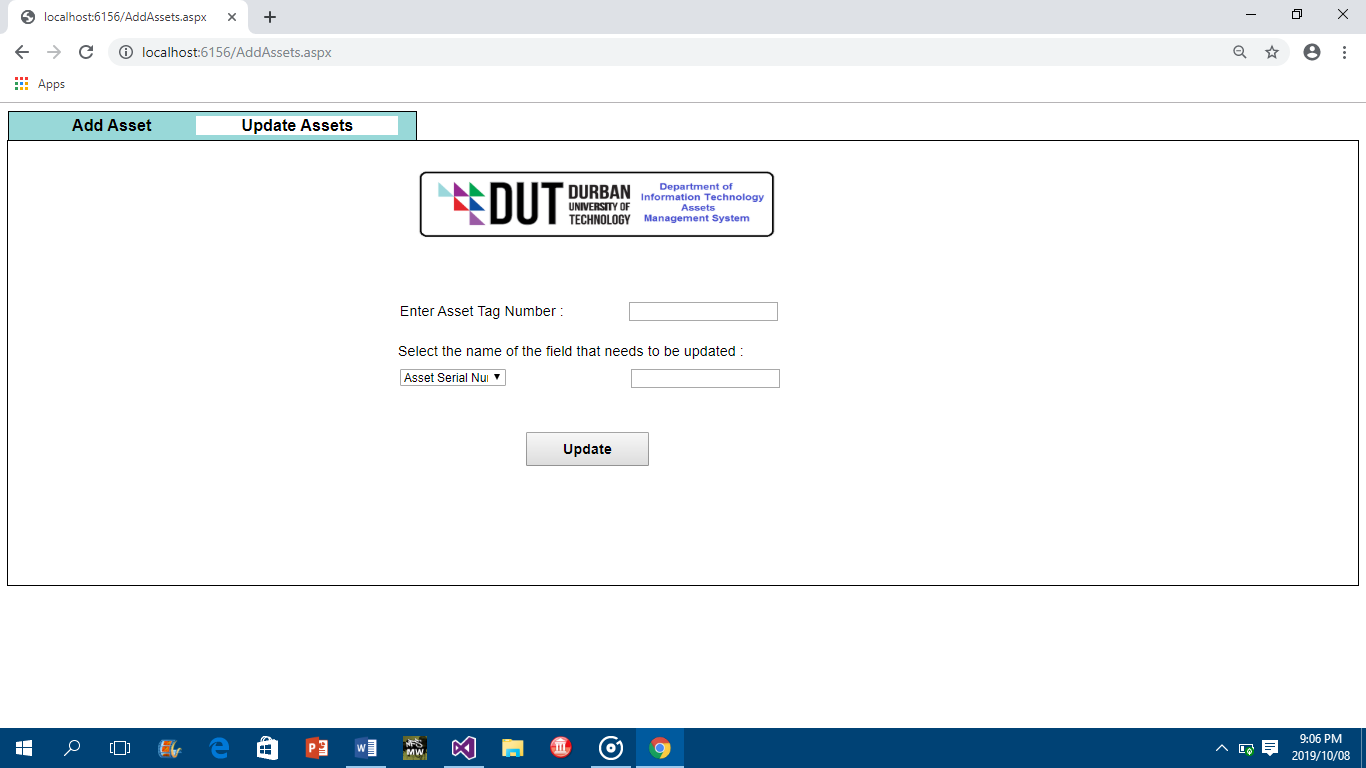 localhost:6156/AddAssets.aspx
localhost:6156/AddAssets.aspx
Apps
Add Asset Update Assets
DUT DURBAN UNIVERSITY OF TECHNOLOGY
Department of
Information Technology
Assets
Management System
Enter Asset Tag Number :
Select the name of the field that needs to be updated :
Asset Serial Nu
Update
9:06 PM
2019/10/08